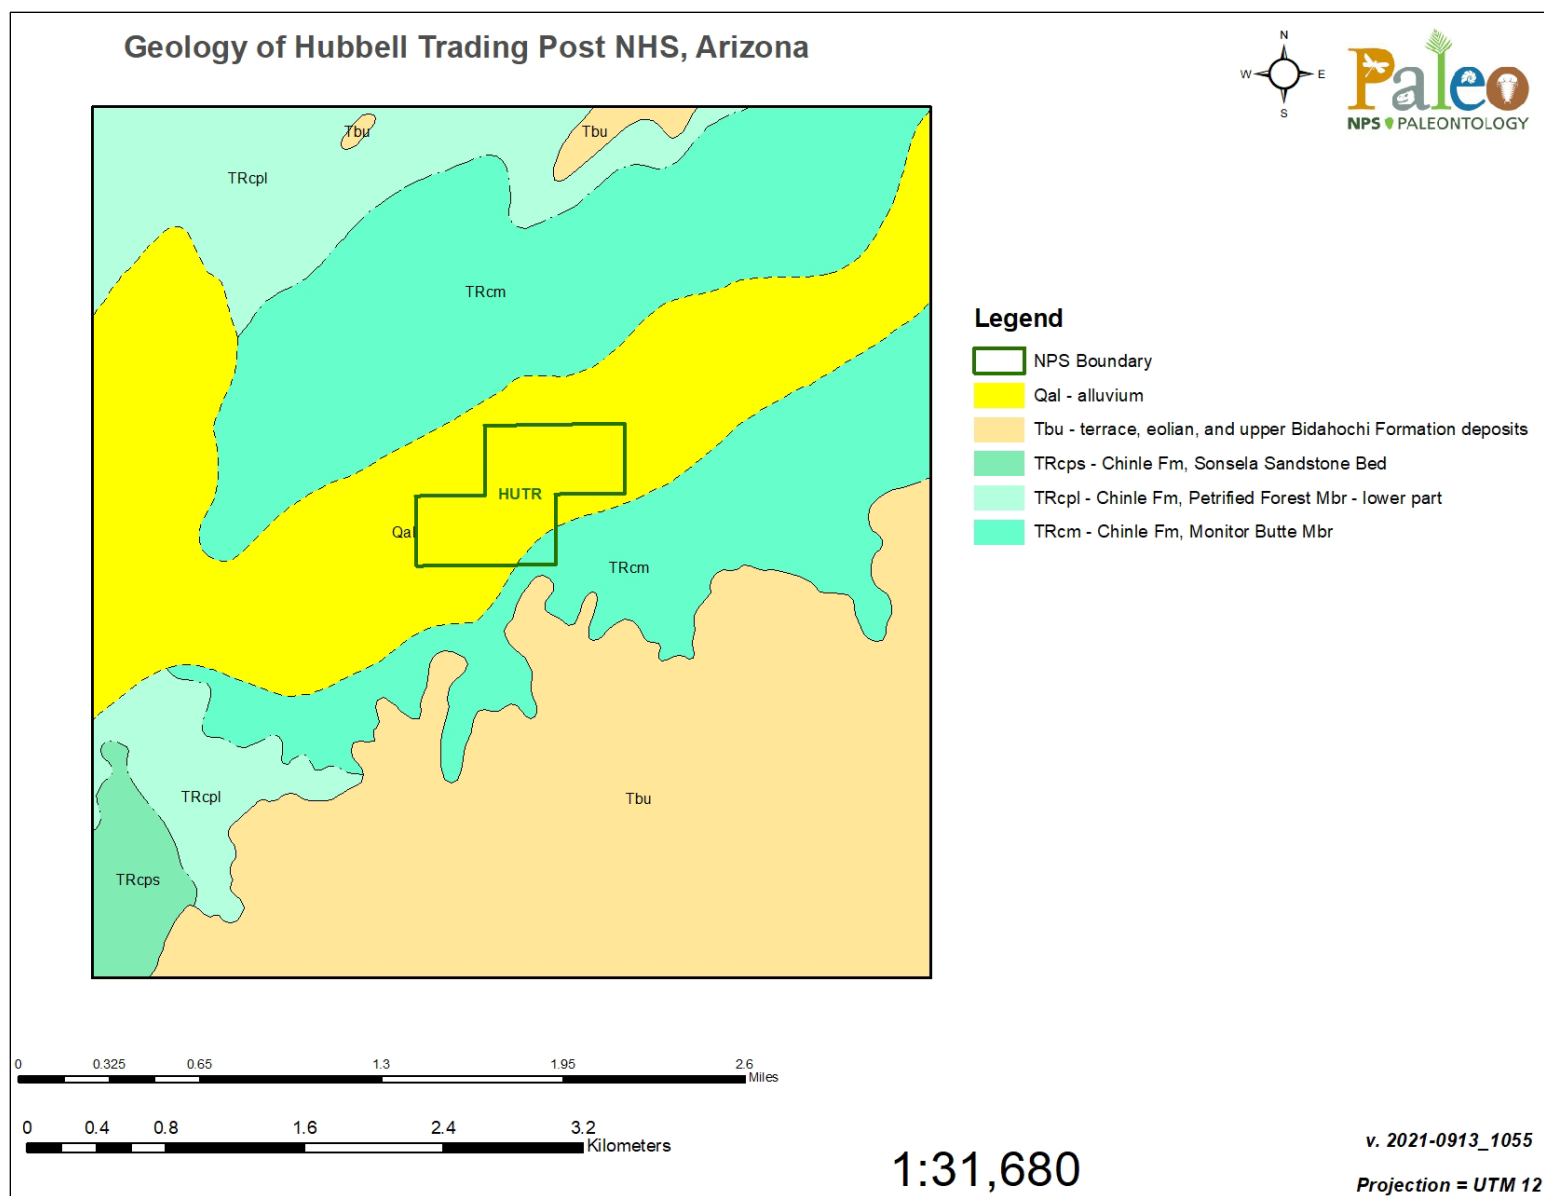 Geology of Hubbell Trading Post NHS, Arizona
N
W E
S
Paleo
NPS PALEONTOLOGY
Tbu
Tbu
TRcpl
TRcm
HUTR
Qal
TRcm
TRcpl
Tbu
TRcps
Legend
NPS Boundary
Qal - alluvium
Tbu - terrace, eolian, and upper Bidahochi Formation deposits
TRcps - Chinle Fm, Sonsela Sandstone Bed
TRcpl - Chinle Fm, Petrified Forest Mbr - lower part
TRcm - Chinle Fm, Monitor Butte Mbr
0 0.325 0.65 1.3 1.95 2.6
Miles
0 0.4 0.8 1.6 2.4 3.2
Kilometers
1:31,680
v. 2021-0913_1055
Projection = UTM 12